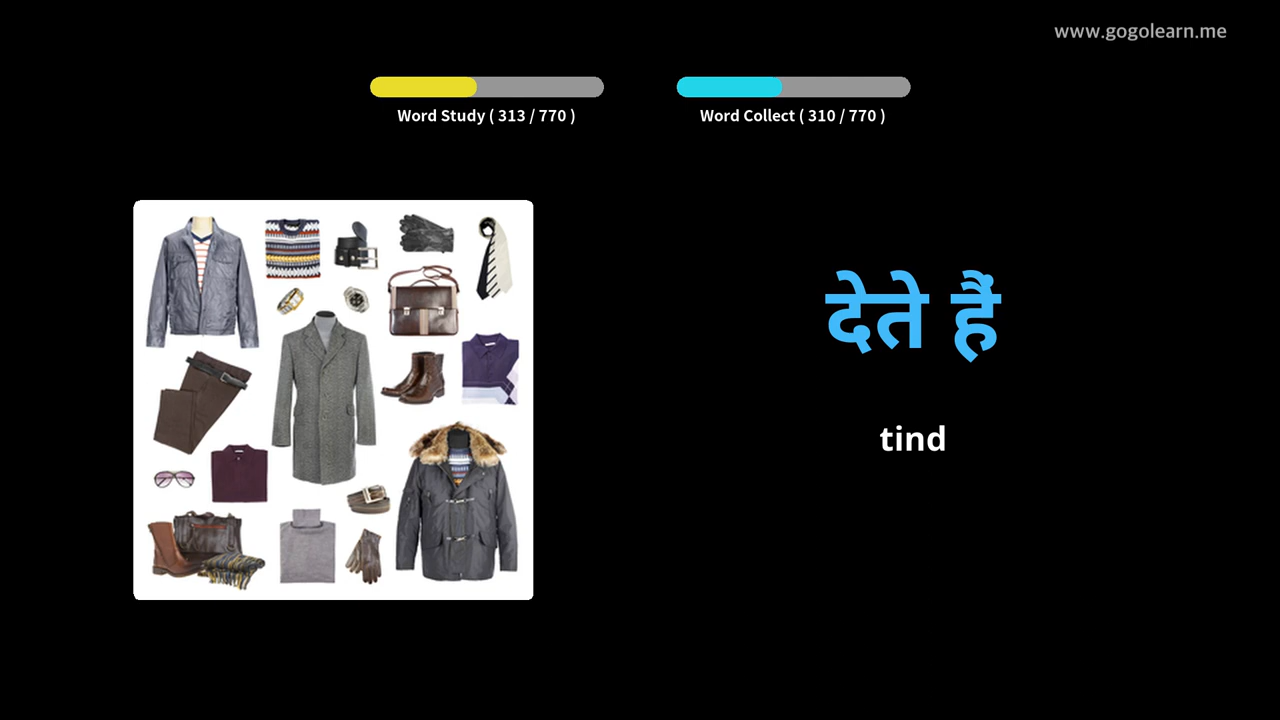 www.gogolearn.me
Word Study ( 313 / 770 )
Word Collect ( 310 / 770 )
देते हैं
tind